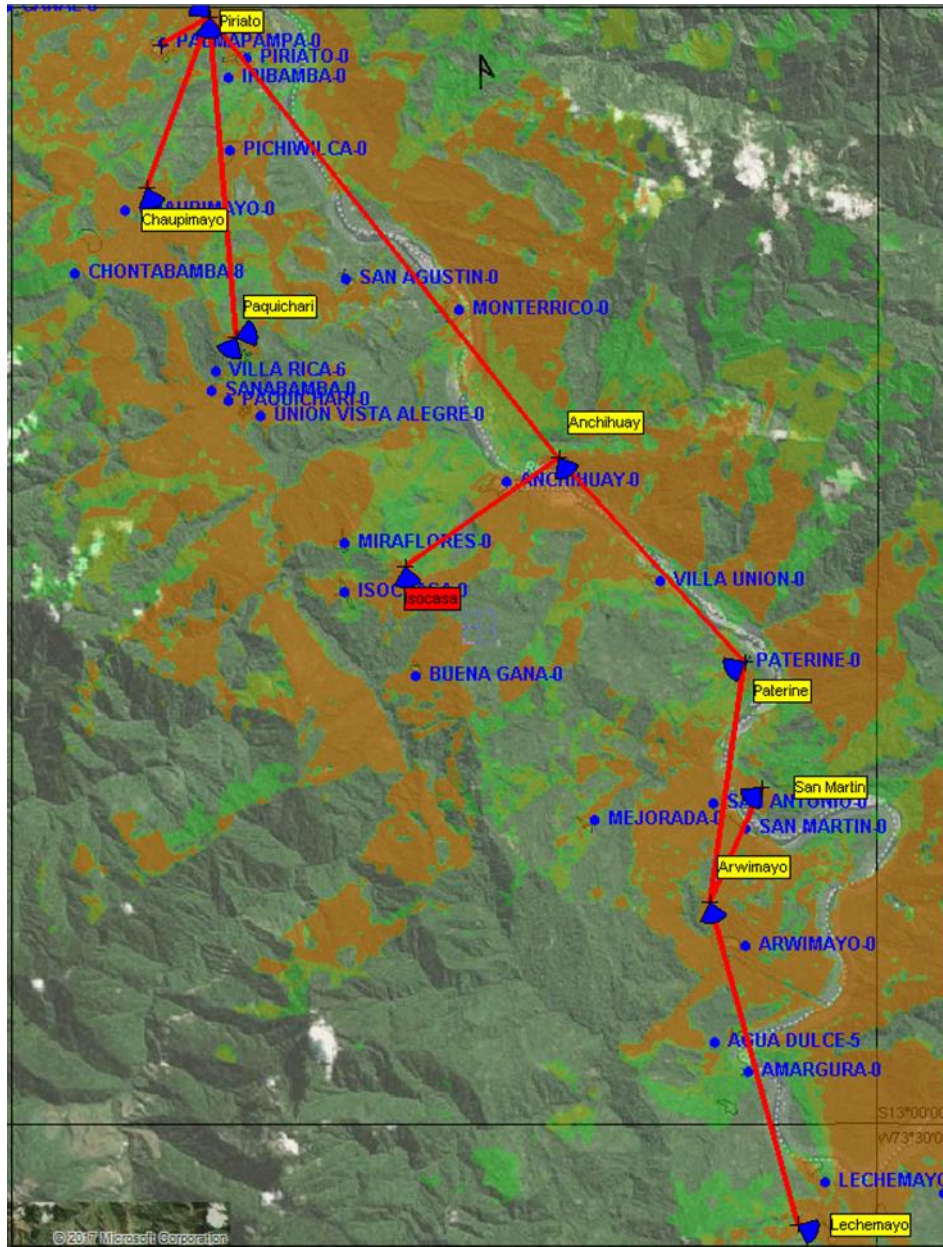 Piriato
PALMAPAMPA-0
PIRIATO-0
IRIBAMBA-0
PICHIWILCA-0
Chaupimayo
CHONTABAMBA-8
SAN AGUSTIN-0
Paquichari
MONTERRICO-0
VILLA RICA-6
SANABAMBA-0
PAQUICHARI-0
UNION VISTA ALEGRE-0
Anchihuay
ANCHIHUAY-0
MIRAFLORES-0
VILLA UNION-0
Isocasa
BUENA GANA-0
PATERINE-0
Paterine
San Martin
MEJORADA-0
SAN MARTIN-0
Arwimayo
ARWIMAYO-0
AGUA DULCE-5
AMARGURA-0
S13°00'00
W73°30'0
LECHEMAYO
Lechemayo
© 2017 Microsoft Corporation